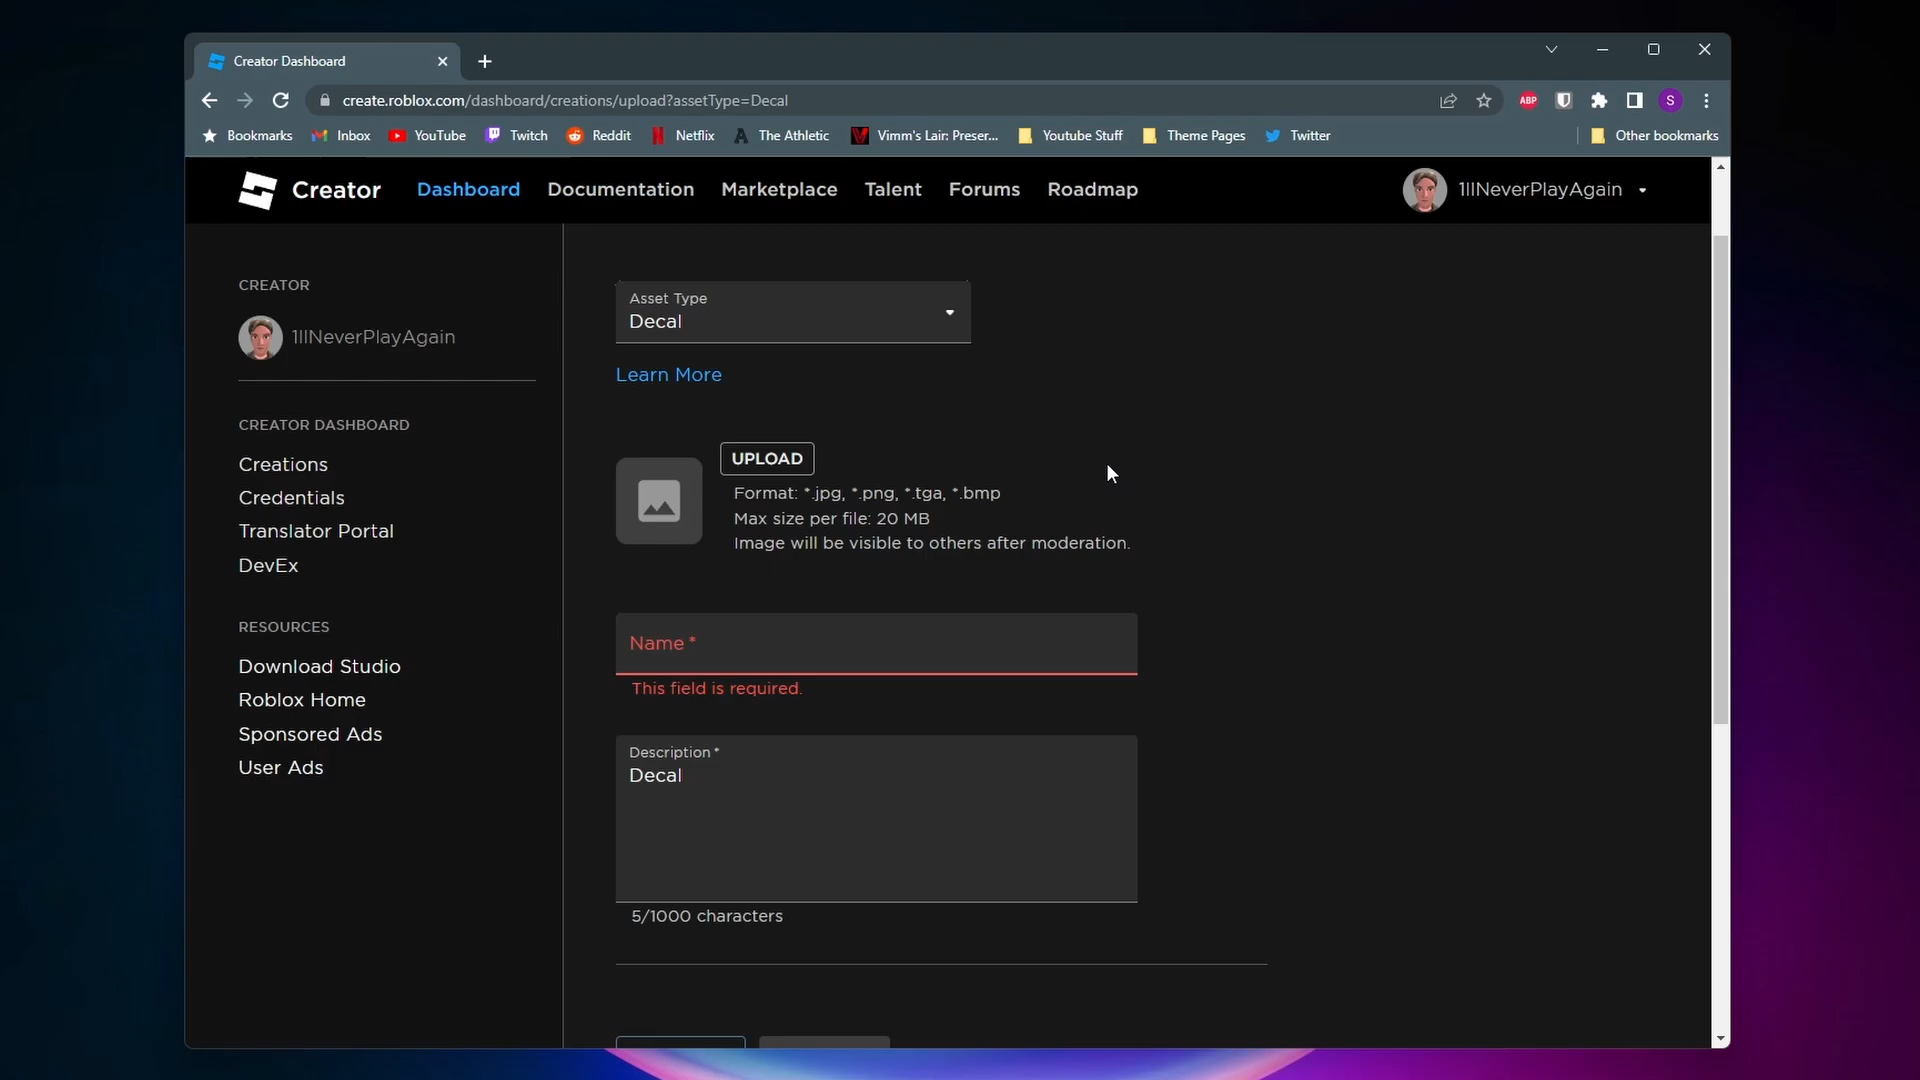 Creator Dashboard
create.roblox.com/dashboard/creations/upload?assetType=Decal
ABP
S
Bookmarks
Inbox
YouTube
Twitch
Reddit
Netflix
The Athletic
Vimm's Lair: Preser...
Youtube Stuff
Theme Pages
Twitter
Other bookmarks
Creator
Dashboard
Documentation
Marketplace
Talent
Forums
Roadmap
1llNeverPlayAgain
CREATOR
1llNeverPlayAgain
CREATOR DASHBOARD
Creations
Credentials
Translator Portal
DevEx
RESOURCES
Download Studio
Roblox Home
Sponsored Ads
User Ads
Asset Type
Decal
Learn More
UPLOAD
Format: *.jpg, *.png, *.tga, *.bmp
Max size per file: 20 MB
Image will be visible to others after moderation.
Name *
This field is required.
Description *
Decal
5/1000 characters